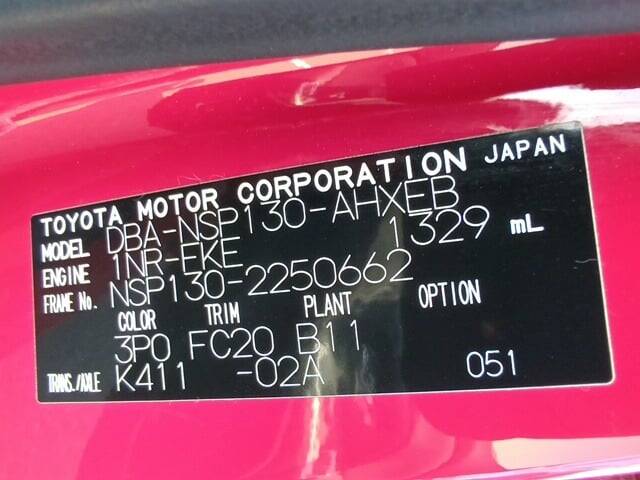 TOYOTA MOTOR CORPORATION JAPAN
MODEL DBA-NSP130-AHXEB
ENGINE 1NR-FKE 1329 mL
FRAME No. NSP130-2250662
COLOR TRIM PLANT OPTION
3P0 FC20 B11
TRANS./AXLE K411 -02A 051